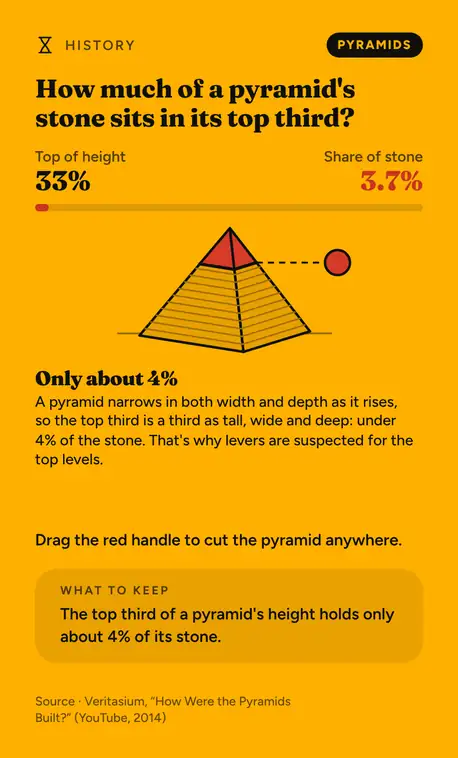 HISTORY
PYRAMIDS
How much of a pyramid's
stone sits in its top third?
Top of height
Share of stone
33%
3.7%
Only about 4%
A pyramid narrows in both width and depth as it rises,
so the top third is a third as tall, wide and deep: under
4% of the stone. That's why levers are suspected for the
top levels.
Drag the red handle to cut the pyramid anywhere.
WHAT TO KEEP
The top third of a pyramid's height holds only
about 4% of its stone.
Source · Veritasium, “How Were the Pyramids
Built?” (YouTube, 2014)